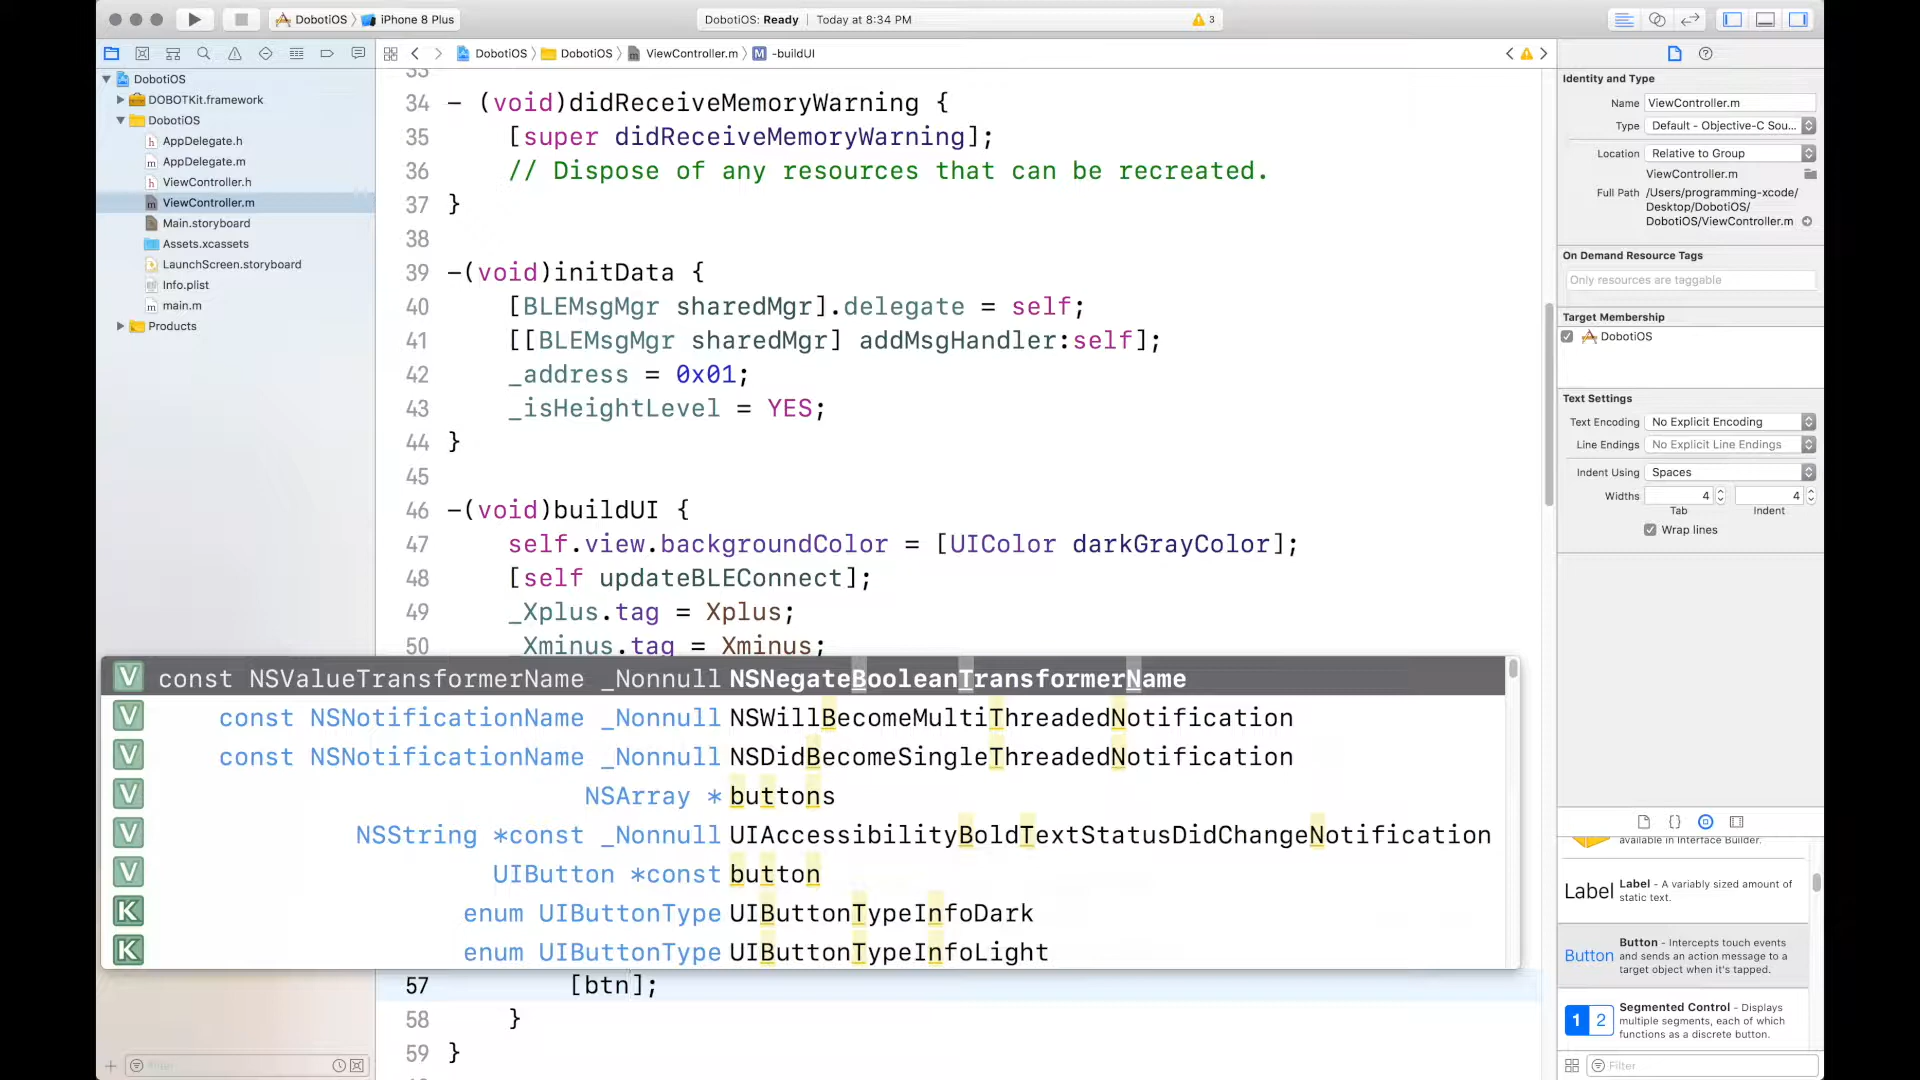 DobotiOS
iPhone 8 Plus
DobotiOS: Ready
Today at 8:34 PM
3
DobotiOS
DobotiOS
ViewController.m
M
-buildUI
DobotiOS
DOBOTKit.framework
DobotiOS
AppDelegate.h
AppDelegate.m
ViewController.h
ViewController.m
Main.storyboard
Assets.xcassets
LaunchScreen.storyboard
Info.plist
main.m
Products
34 - (void)didReceiveMemoryWarning {
35 [super didReceiveMemoryWarning];
36 // Dispose of any resources that can be recreated.
37 }
38
39 -(void)initData {
40 [BLEMsgMgr sharedMgr].delegate = self;
41 [[BLEMsgMgr sharedMgr] addMsgHandler:self];
42 _address = 0x01;
43 _isHeightLevel = YES;
44 }
45
46 -(void)buildUI {
47 self.view.backgroundColor = [UIColor darkGrayColor];
48 [self updateBLEConnect];
49 _Xplus.tag = Xplus;
50 _Xminus.tag = Xminus;
V const NSValueTransformerName _Nonnull NSNegateBooleanTransformerName
V const NSNotificationName _Nonnull NSWillBecomeMultiThreadedNotification
V const NSNotificationName _Nonnull NSDidBecomeSingleThreadedNotification
V NSArray * buttons
V NSString *const _Nonnull UIAccessibilityBoldTextStatusDidChangeNotification
V UIButton *const button
K enum UIButtonType UIButtonTypeInfoDark
K enum UIButtonType UIButtonTypeInfoLight
57 [btn];
58 }
59 }
Filter
Identity and Type
Name ViewController.m
Type Default - Objective-C Sou...
Location Relative to Group
ViewController.m
Full Path /Users/programming-xcode/
Desktop/DobotiOS/
DobotiOS/ViewController.m
On Demand Resource Tags
Only resources are taggable
Target Membership
DobotiOS
Text Settings
Text Encoding No Explicit Encoding
Line Endings No Explicit Line Endings
Indent Using Spaces
Widths 4 4
Tab Indent
Wrap lines
available in Interface Builder.
Label
Label - A variably sized amount of
static text.
Button
Button - Intercepts touch events
and sends an action message to a
target object when it's tapped.
1 2
Segmented Control - Displays
multiple segments, each of which
functions as a discrete button.
Filter